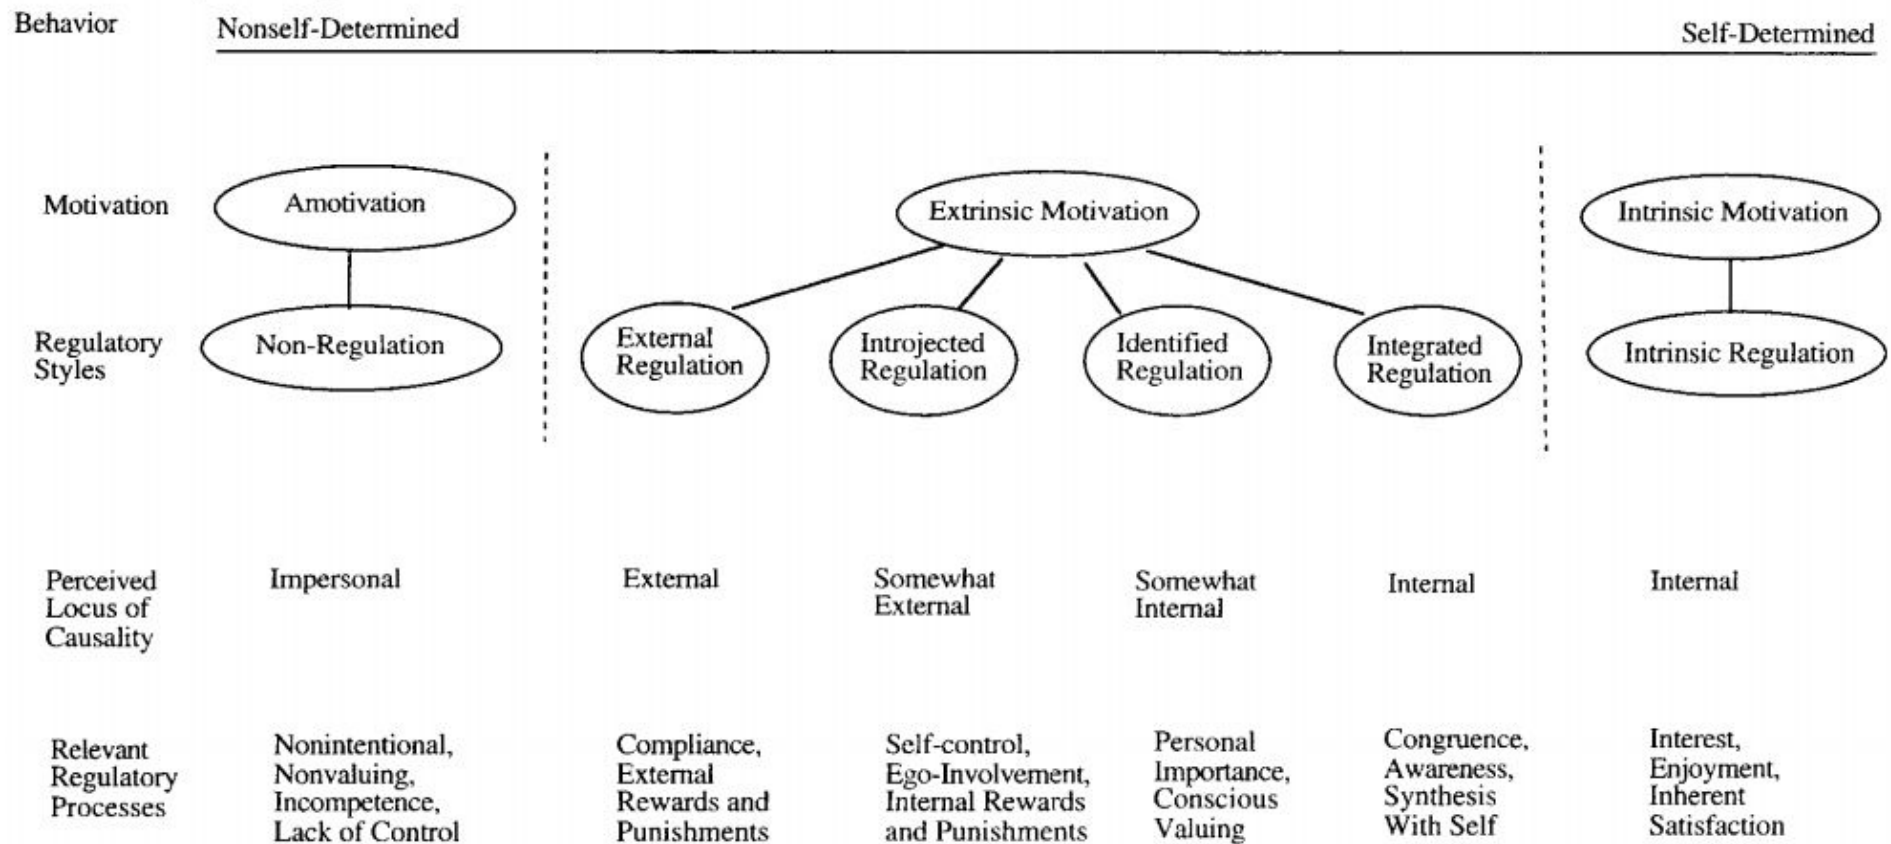 Behavior
Nonself-Determined
Self-Determined
Motivation
Amotivation
Extrinsic Motivation
Intrinsic Motivation
Regulatory
Styles
Non-Regulation
External
Regulation
Introjected
Regulation
Identified
Regulation
Integrated
Regulation
Intrinsic Regulation
Perceived
Locus of
Causality
Impersonal
External
Somewhat
External
Somewhat
Internal
Internal
Internal
Relevant
Regulatory
Processes
Nonintentional,
Nonvaluing,
Incompetence,
Lack of Control
Compliance,
External
Rewards and
Punishments
Self-control,
Ego-Involvement,
Internal Rewards
and Punishments
Personal
Importance,
Conscious
Valuing
Congruence,
Awareness,
Synthesis
With Self
Interest,
Enjoyment,
Inherent
Satisfaction